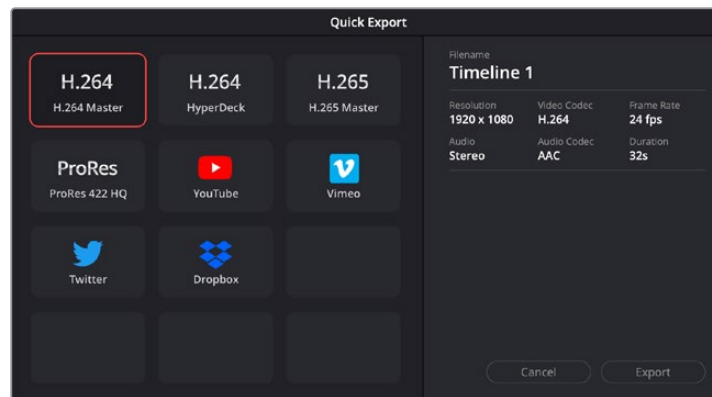 Quick Export
H.264
H.264 Master
H.264
HyperDeck
H.265
H.265 Master
ProRes
ProRes 422 HQ
YouTube
Vimeo
Twitter
Dropbox
Filename
Timeline 1
Resolution Video Codec Frame Rate
1920 x 1080 H.264 24 fps
Audio Audio Codec Duration
Stereo AAC 32s
Cancel Export